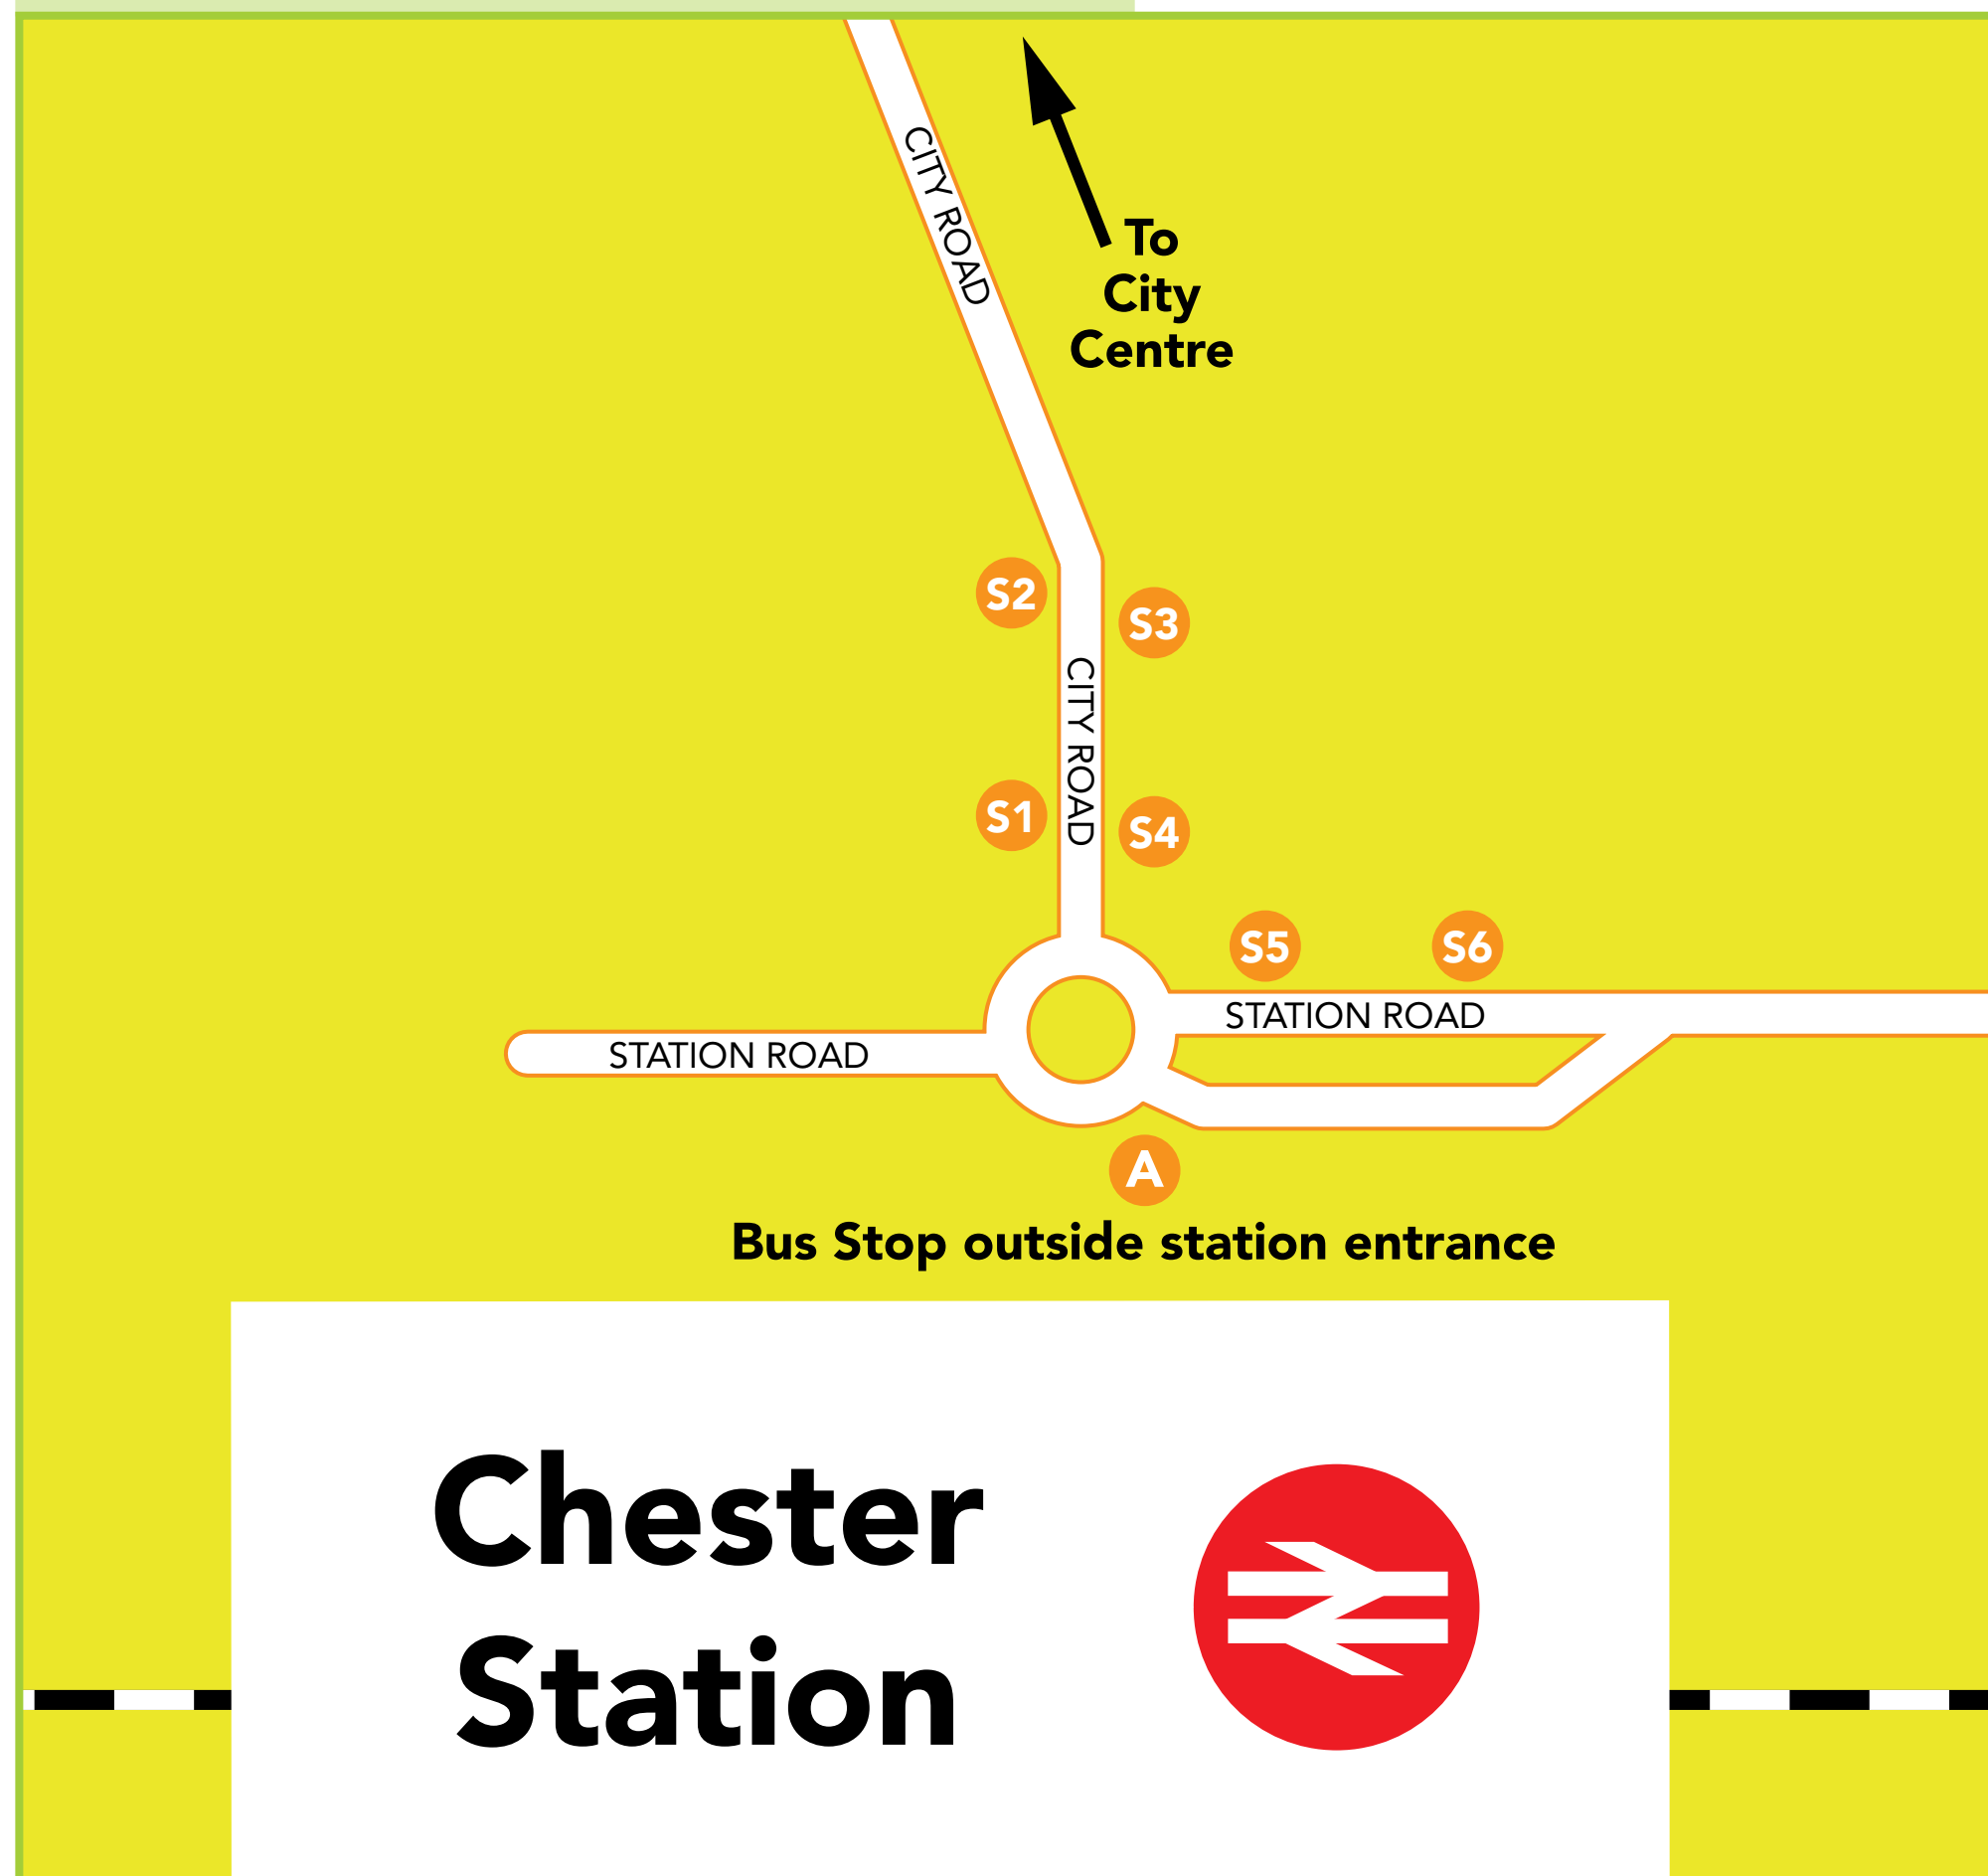 CITY ROAD
To
City
Centre
S2
S3
CITY ROAD
S1
S4
S5
S6
STATION ROAD
STATION ROAD
A
Bus Stop outside station entrance
Chester
Station